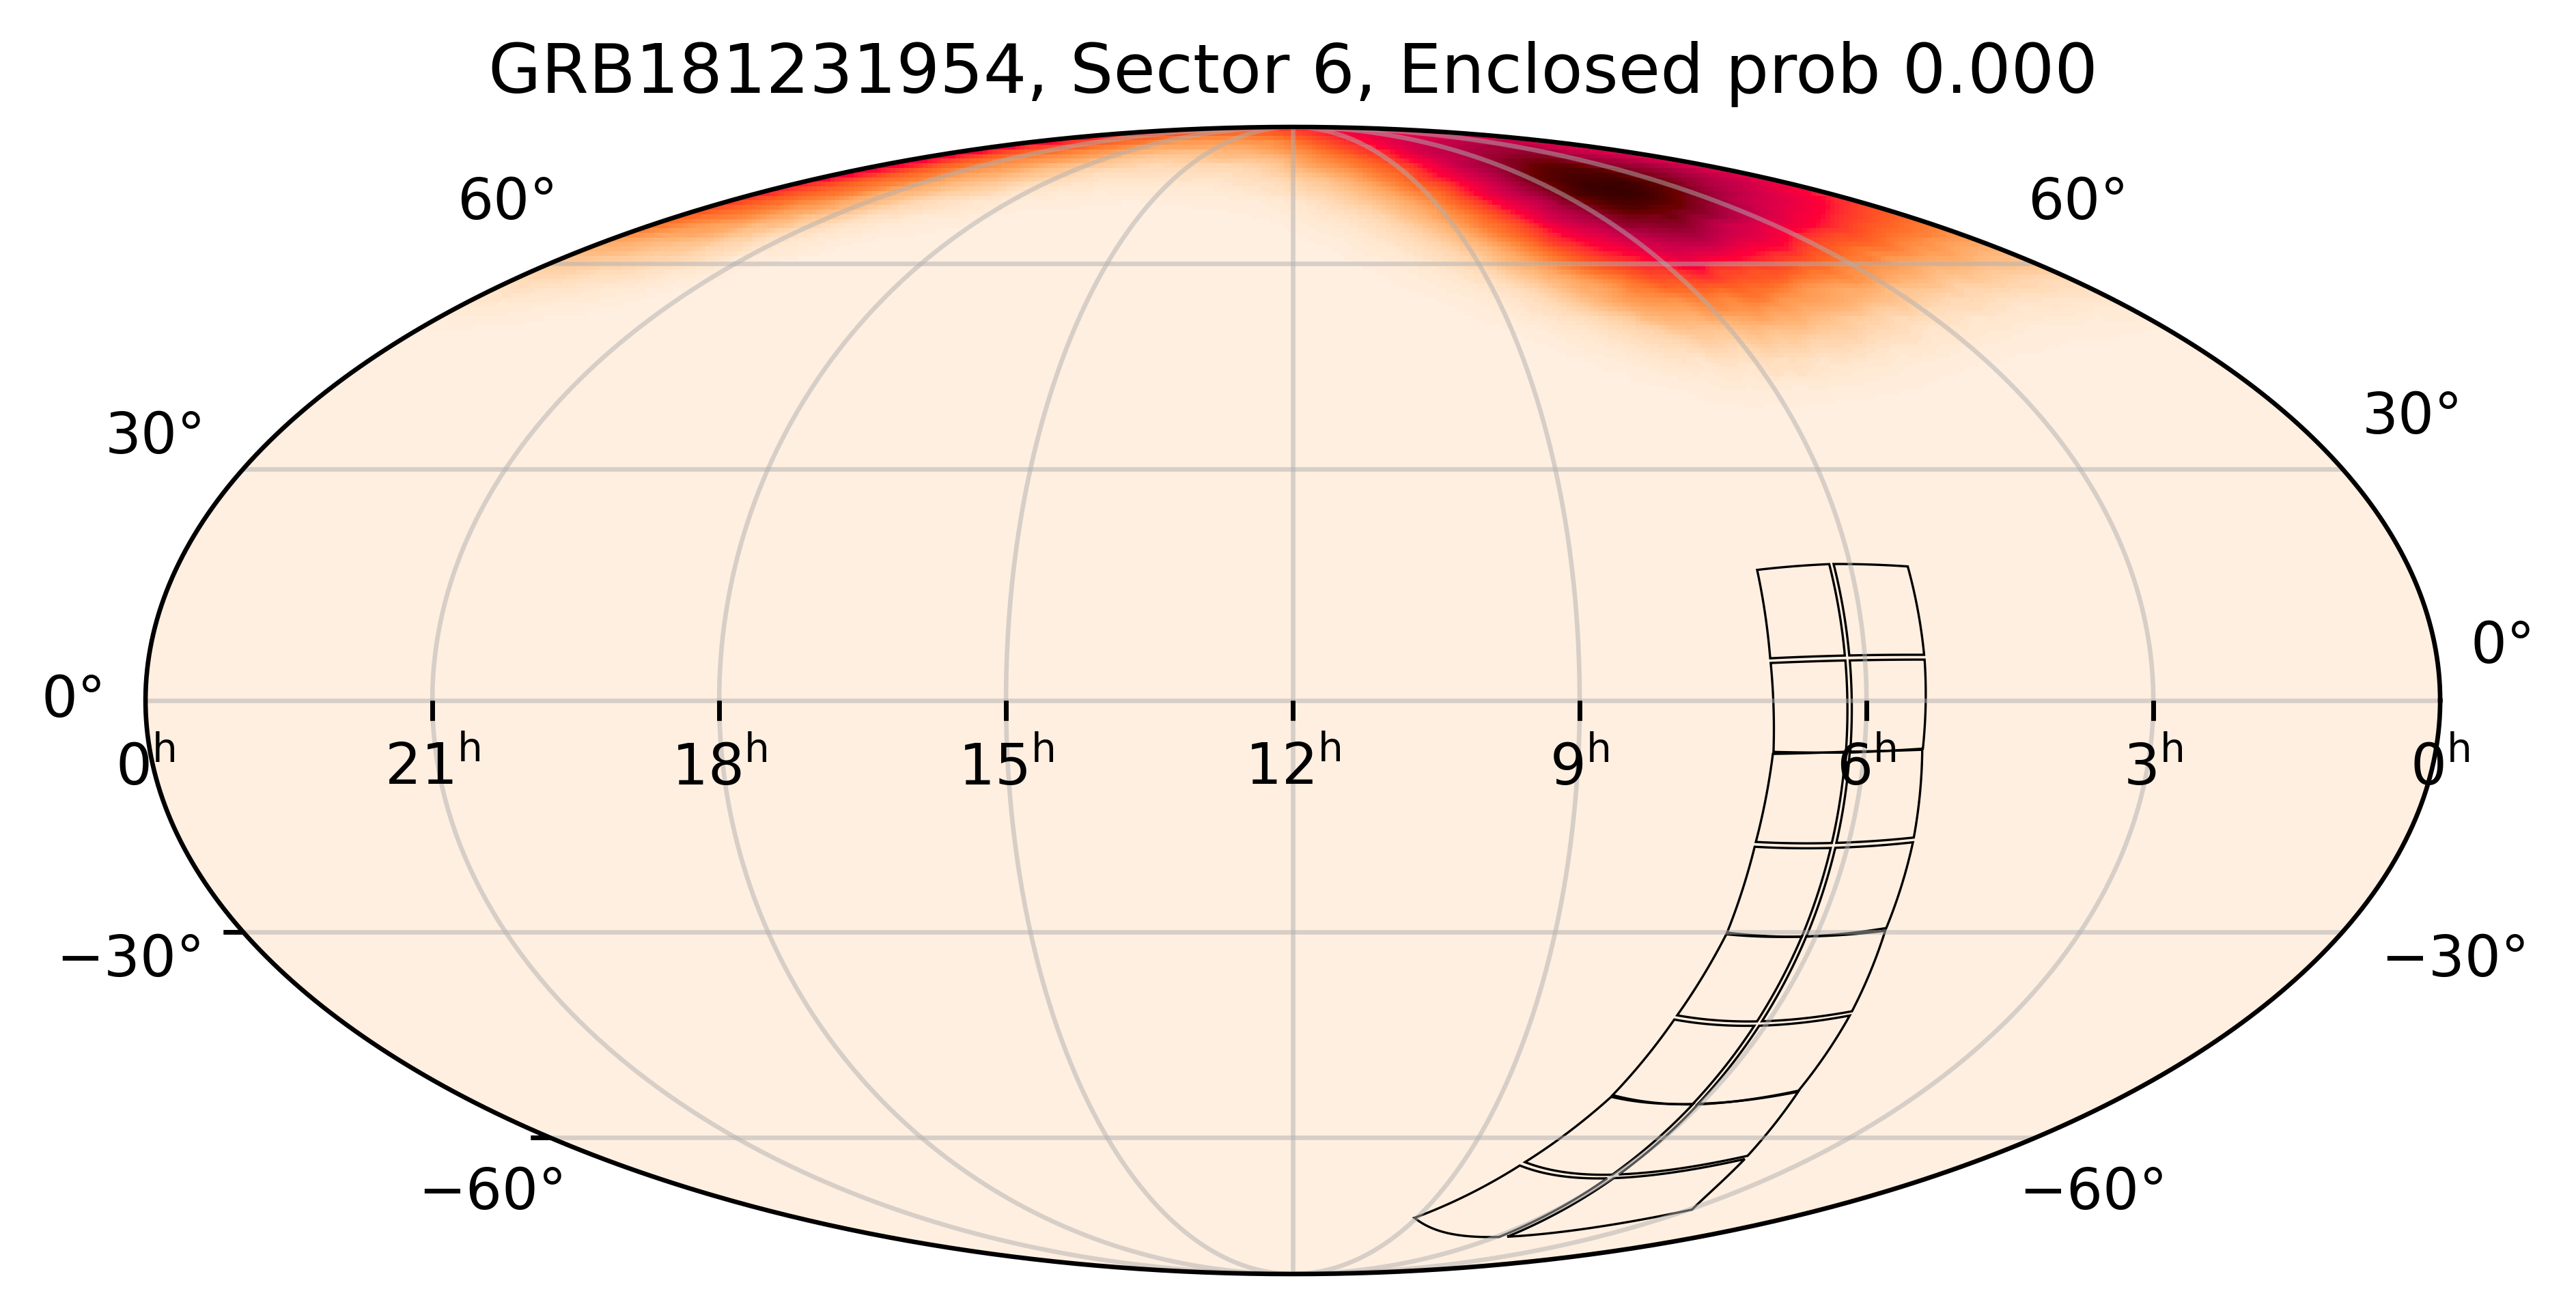 GRB181231954, Sector 6, Enclosed prob 0.000
60° 60°
30° 30°
0° 0°
0ʰ 21ʰ 18ʰ 15ʰ 12ʰ 9ʰ 6ʰ 3ʰ 0ʰ
−30° −30°
−60° −60°